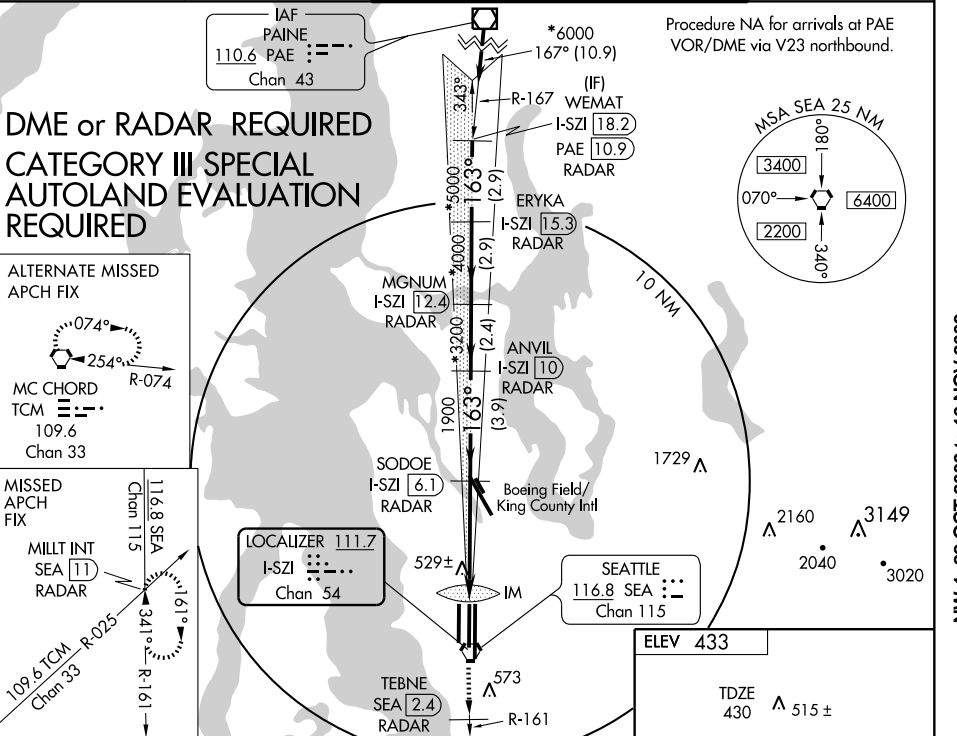 IAF
PAINE
110.6 PAE
Chan 43
*6000
167° (10.9)
Procedure NA for arrivals at PAE
VOR/DME via V23 northbound.
DME or RADAR REQUIRED
CATEGORY III SPECIAL
AUTOLAND EVALUATION
REQUIRED
343°
R-167
(IF)
WEMAT
I-SZI 18.2
PAE 10.9
RADAR
MSA SEA 25 NM
180°
3400
070°
6400
2200
340°
*5000
163°
(2.9)
ERYKA
I-SZI 15.3
RADAR
*4000
(2.9)
10 NM
MGNUM
I-SZI 12.4
RADAR
*3200
(2.4)
ANVIL
I-SZI 10
RADAR
1900
163°
(3.9)
ALTERNATE MISSED
APCH FIX
074°
254°
R-074
MC CHORD
TCM
109.6
Chan 33
SODOE
I-SZI 6.1
RADAR
Boeing Field/
King County Intl
1729
2160
3149
2040
3020
MISSED
APCH
FIX
116.8 SEA
Chan 115
MILLT INT
SEA 11
RADAR
161°
341°
R-161
109.6 TCM R-025
Chan 33
LOCALIZER 111.7
I-SZI
Chan 54
529±
IM
SEATTLE
116.8 SEA
Chan 115
TEBNE
SEA 2.4
RADAR
573
R-161
ELEV 433
TDZE
430
515 ±